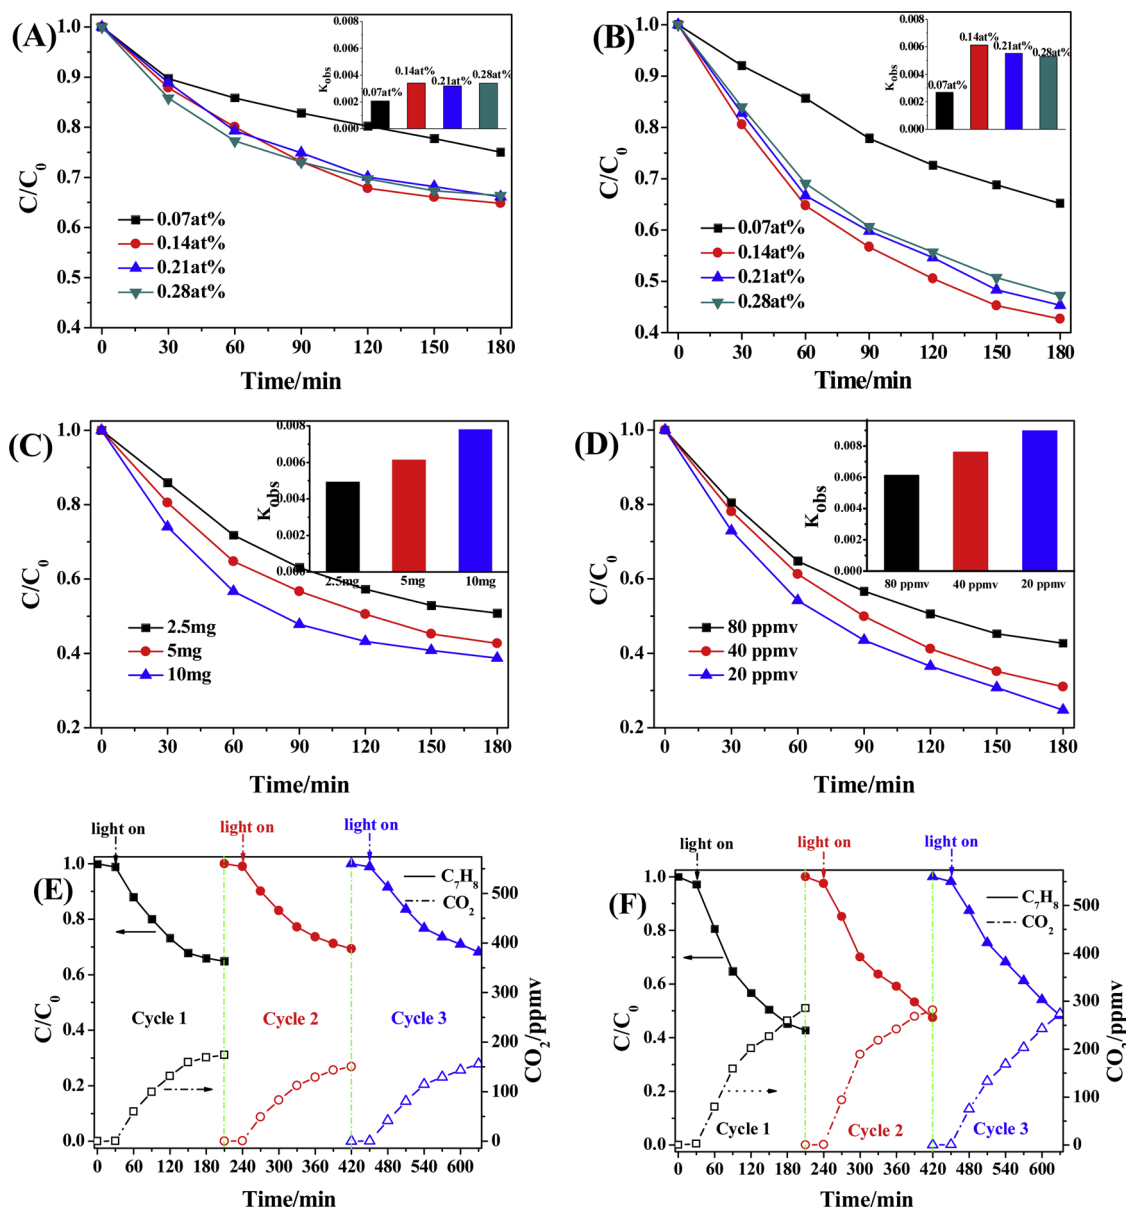 (A)
C/C0
1.0
0.9
0.8
0.7
0.6
0.5
0.4
0 30 60 90 120 150 180
Time/min
0.07at%
0.14at%
0.21at%
0.28at%
Kobs
0.008
0.006
0.004
0.002
0.000
0.07at%
0.14at%
0.21at%
0.28at%
(B)
C/C0
1.0
0.9
0.8
0.7
0.6
0.5
0.4
0 30 60 90 120 150 180
Time/min
0.07at%
0.14at%
0.21at%
0.28at%
Kobs
0.008
0.006
0.004
0.002
0.000
0.07at%
0.14at%
0.21at%
0.28at%
(C)
C/C0
1.0
0.8
0.6
0.4
0.2
0 30 60 90 120 150 180
Time/min
2.5mg
5mg
10mg
Kobs
0.008
0.006
0.004
0.002
0.000
2.5mg 5mg 10mg
(D)
C/C0
1.0
0.8
0.6
0.4
0.2
0 30 60 90 120 150 180
Time/min
80 ppmv
40 ppmv
20 ppmv
Kobs
0.008
0.006
0.004
0.002
0.000
80 ppmv 40 ppmv 20 ppmv
light on light on light on
(E)
C/C0
1.0
0.8
0.6
0.4
0.2
0.0
C7H8
CO2
Cycle 1 Cycle 2 Cycle 3
500
400
300
200
100
0
CO2/ppmv
0 60 120 180 240 300 360 420 480 540 600
Time/min
light on light on light on
(F)
C/C0
1.0
0.8
0.6
0.4
0.2
0.0
C7H8
CO2
Cycle 1 Cycle 2 Cycle 3
500
400
300
200
100
0
CO2/ppmv
0 60 120 180 240 300 360 420 480 540 600
Time/min